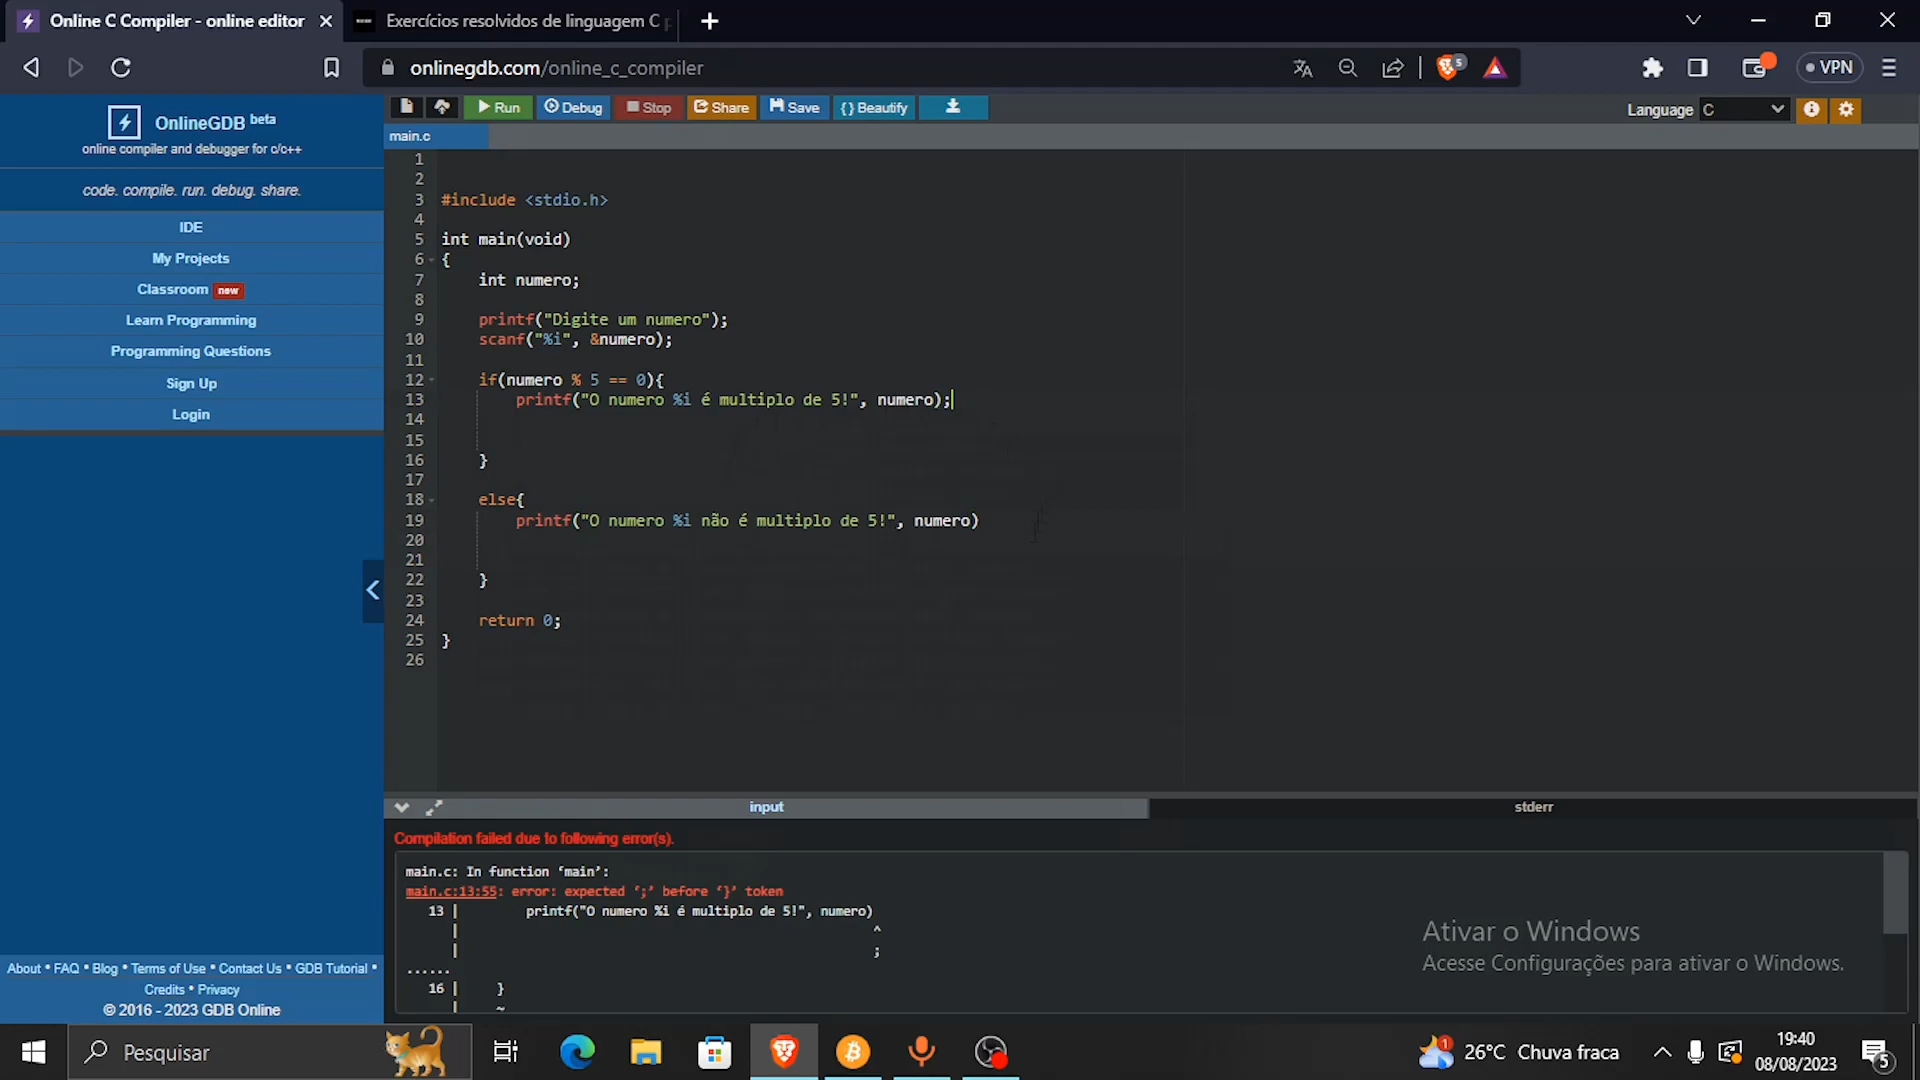 Online C Compiler - online editor
Exercícios resolvidos de linguagem C
onlinegdb.com/online_c_compiler
5
VPN
OnlineGDB beta
online compiler and debugger for c/c++
code. compile. run. debug. share.
IDE
My Projects
Classroom new
Learn Programming
Programming Questions
Sign Up
Login
About • FAQ • Blog • Terms of Use • Contact Us • GDB Tutorial •
Credits • Privacy
© 2016 - 2023 GDB Online
Run Debug Stop Share Save {} Beautify
Language C
main.c
1
2
3 #include <stdio.h>
4
5 int main(void)
6 {
7 int numero;
8
9 printf("Digite um numero");
10 scanf("%i", &numero);
11
12 if(numero % 5 == 0){
13 printf("O numero %i é multiplo de 5!", numero);
14
15
16 }
17
18 else{
19 printf("O numero %i não é multiplo de 5!", numero)
20
21
22 }
23
24 return 0;
25 }
26
input
stderr
Compilation failed due to following error(s).
main.c: In function ‘main’:
main.c:13:55: error: expected ‘;’ before ‘}’ token
13 | printf("O numero %i é multiplo de 5!", numero)
| ^
| ;
......
16 | }
| ~
Ativar o Windows
Acesse Configurações para ativar o Windows.
Pesquisar
1
26°C Chuva fraca
19:40
08/08/2023
5